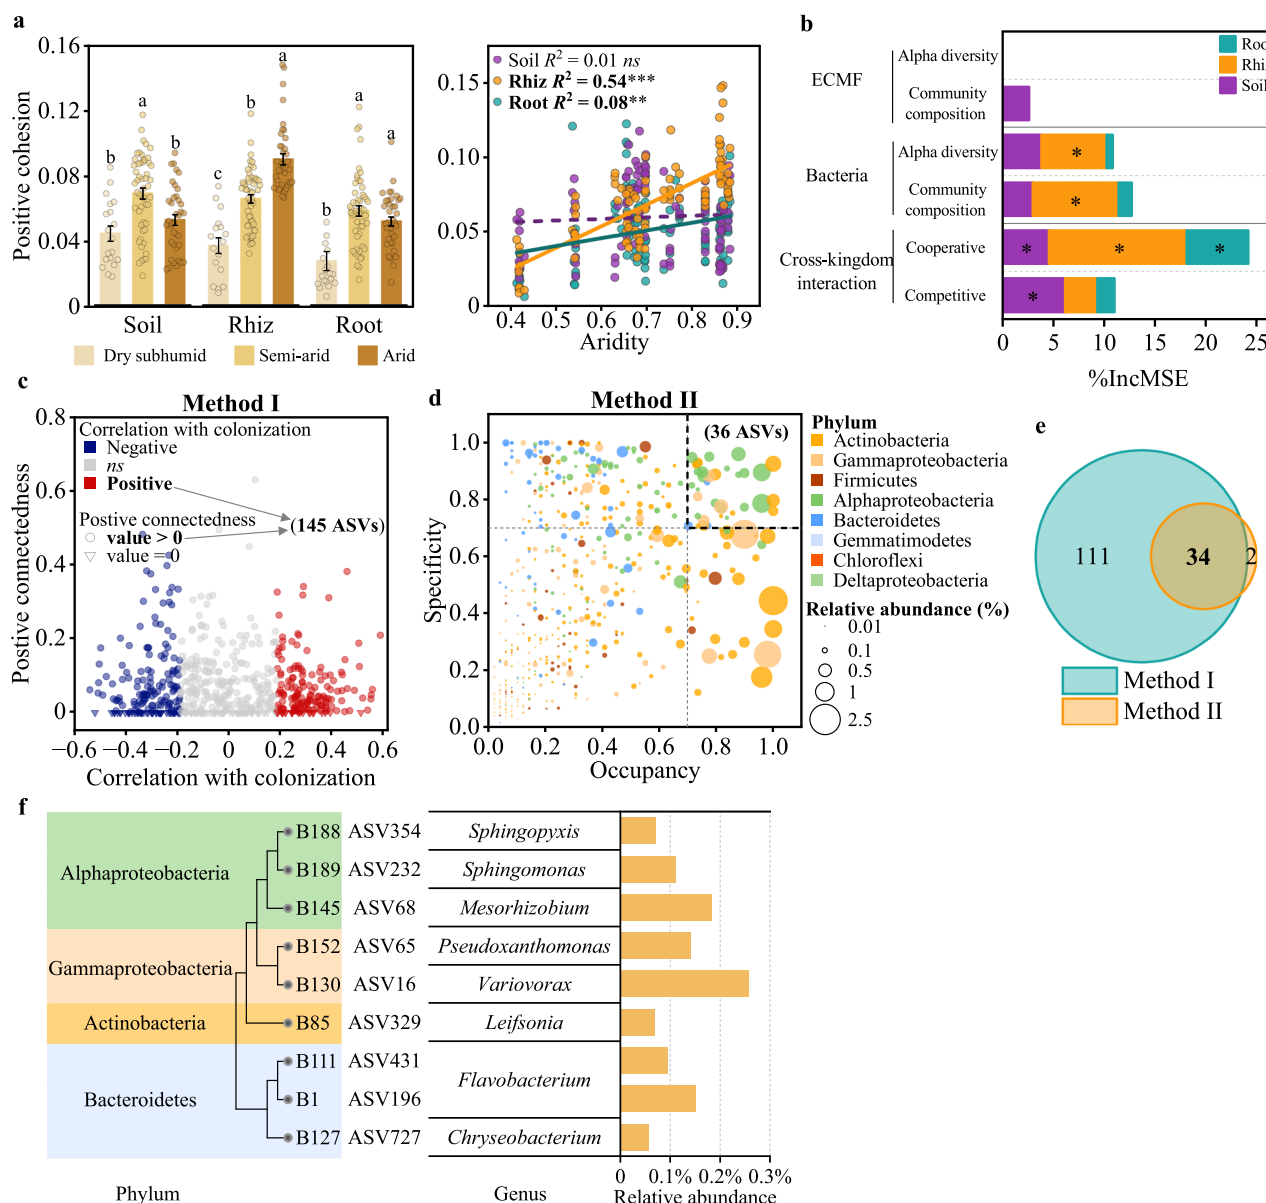 a
0.16
0.12
0.08
0.04
0
Positive cohesion
b
a
b
c
b
a
b
a
a
Soil
Rhiz
Root
Dry subhumid
Semi-arid
Arid
0.15
0.10
0.05
0.00
Soil R² = 0.01 ns
Rhiz R² = 0.54***
Root R² = 0.08**
0.4 0.5 0.6 0.7 0.8 0.9
Aridity
b
ECMF
Alpha diversity
Community composition
Bacteria
Alpha diversity
Community composition
Cross-kingdom interaction
Cooperative
Competitive
*
*
* * *
*
Roo
Rhiz
Soil
0 5 10 15 20 25
%IncMSE
c
Method I
0.8
0.6
0.4
0.2
0
Postive connectedness
Correlation with colonization
Negative
ns
Positive
Postive connectedness
value > 0
value = 0
(145 ASVs)
−0.6 −0.4 −0.2 0 0.2 0.4 0.6
Correlation with colonization
d
Method II
(36 ASVs)
1.0
0.8
0.6
0.4
0.2
0.0
Specificity
0.0 0.2 0.4 0.6 0.8 1.0
Occupancy
Phylum
Actinobacteria
Gammaproteobacteria
Firmicutes
Alphaproteobacteria
Bacteroidetes
Gemmatimodetes
Chloroflexi
Deltaproteobacteria
Relative abundance (%)
0.01
0.1
0.5
1
2.5
e
111
34
2
Method I
Method II
f
Alphaproteobacteria
Gammaproteobacteria
Actinobacteria
Bacteroidetes
B188 ASV354 Sphingopyxis
B189 ASV232 Sphingomonas
B145 ASV68 Mesorhizobium
B152 ASV65 Pseudoxanthomonas
B130 ASV16 Variovorax
B85 ASV329 Leifsonia
B111 ASV431
Flavobacterium
B1 ASV196
B127 ASV727 Chryseobacterium
0 0.1% 0.2% 0.3%
Phylum
Genus
Relative abundance